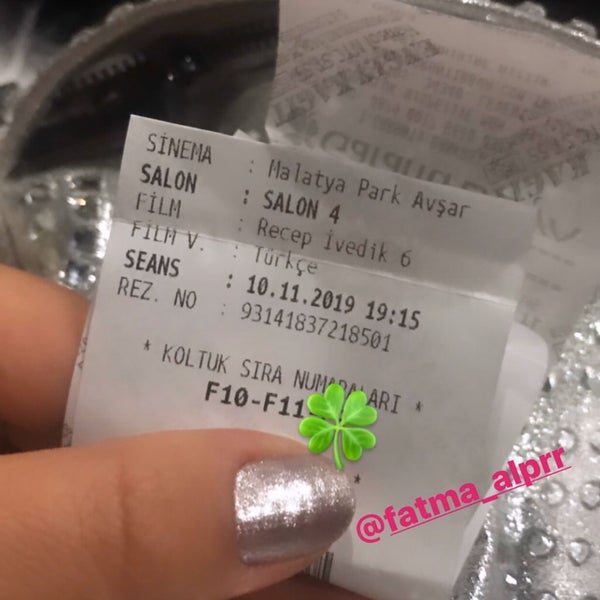 SİNEMA : Malatya Park Avşar
SALON : SALON 4
FİLM : Recep İvedik 6
FİLM V. : Türkçe
SEANS : 10.11.2019 19:15
REZ. NO : 93141837218501
* KOLTUK SIRA NUMARALARI *
F10-F11
*
@fatma_alprr